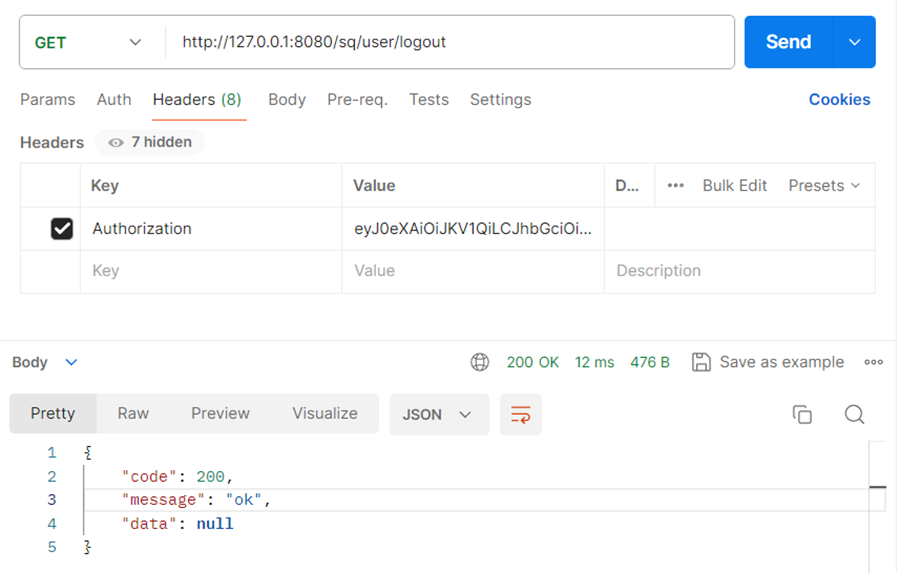 GET http://127.0.0.1:8080/sq/user/logout Send
Params Auth Headers (8) Body Pre-req. Tests Settings Cookies
Headers 7 hidden
Key Value D... ••• Bulk Edit Presets
Authorization eyJ0eXAiOiJKV1QiLCJhbGciOi...
Key Value Description
Body 200 OK 12 ms 476 B Save as example
Pretty Raw Preview Visualize JSON
1 {
2 "code": 200,
3 "message": "ok",
4 "data": null
5 }